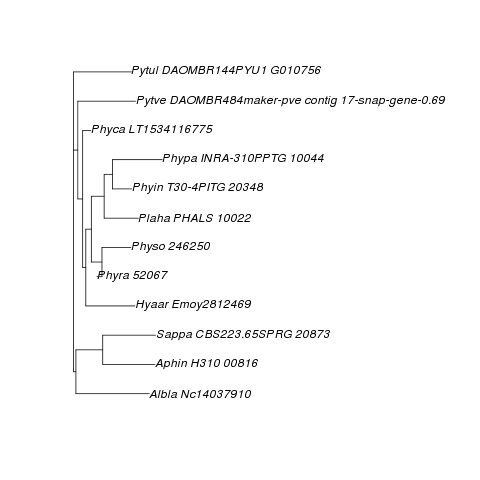 Pytul DAOMBR144PYU1 G010756
Pytve DAOMBR484maker-pve contig 17-snap-gene-0.69
Phyca LT1534116775
Phypa INRA-310PPTG 10044
Phyin T30-4PITG 20348
Plaha PHALS 10022
Physo 246250
Phyra 52067
Hyaar Emoy2812469
Sappa CBS223.65SPRG 20873
Aphin H310 00816
Albla Nc14037910